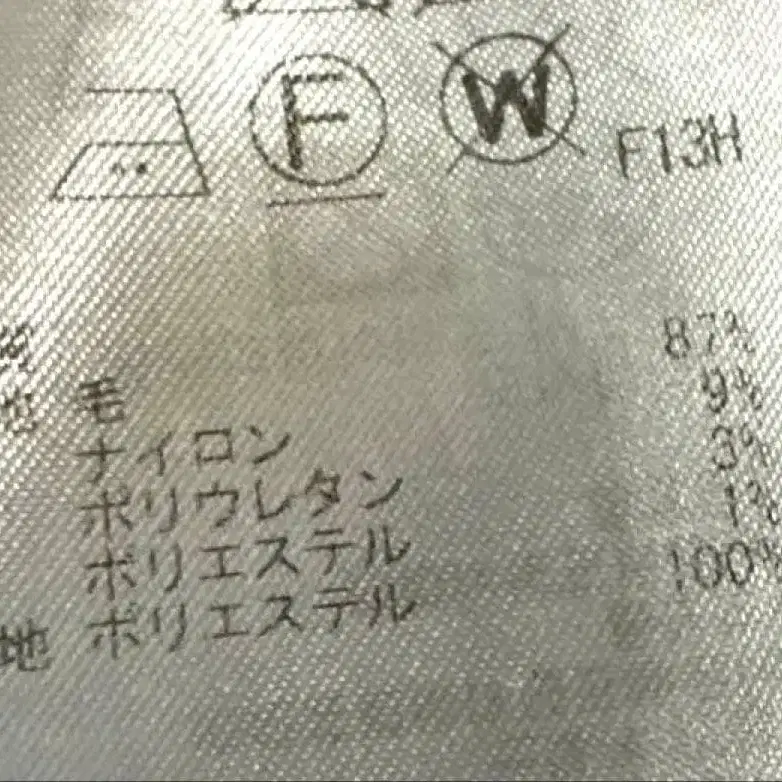 F W F13H
毛 87%
ナイロン 9%
ポリウレタン 3%
ポリエステル 1%
地 ポリエステル 100%